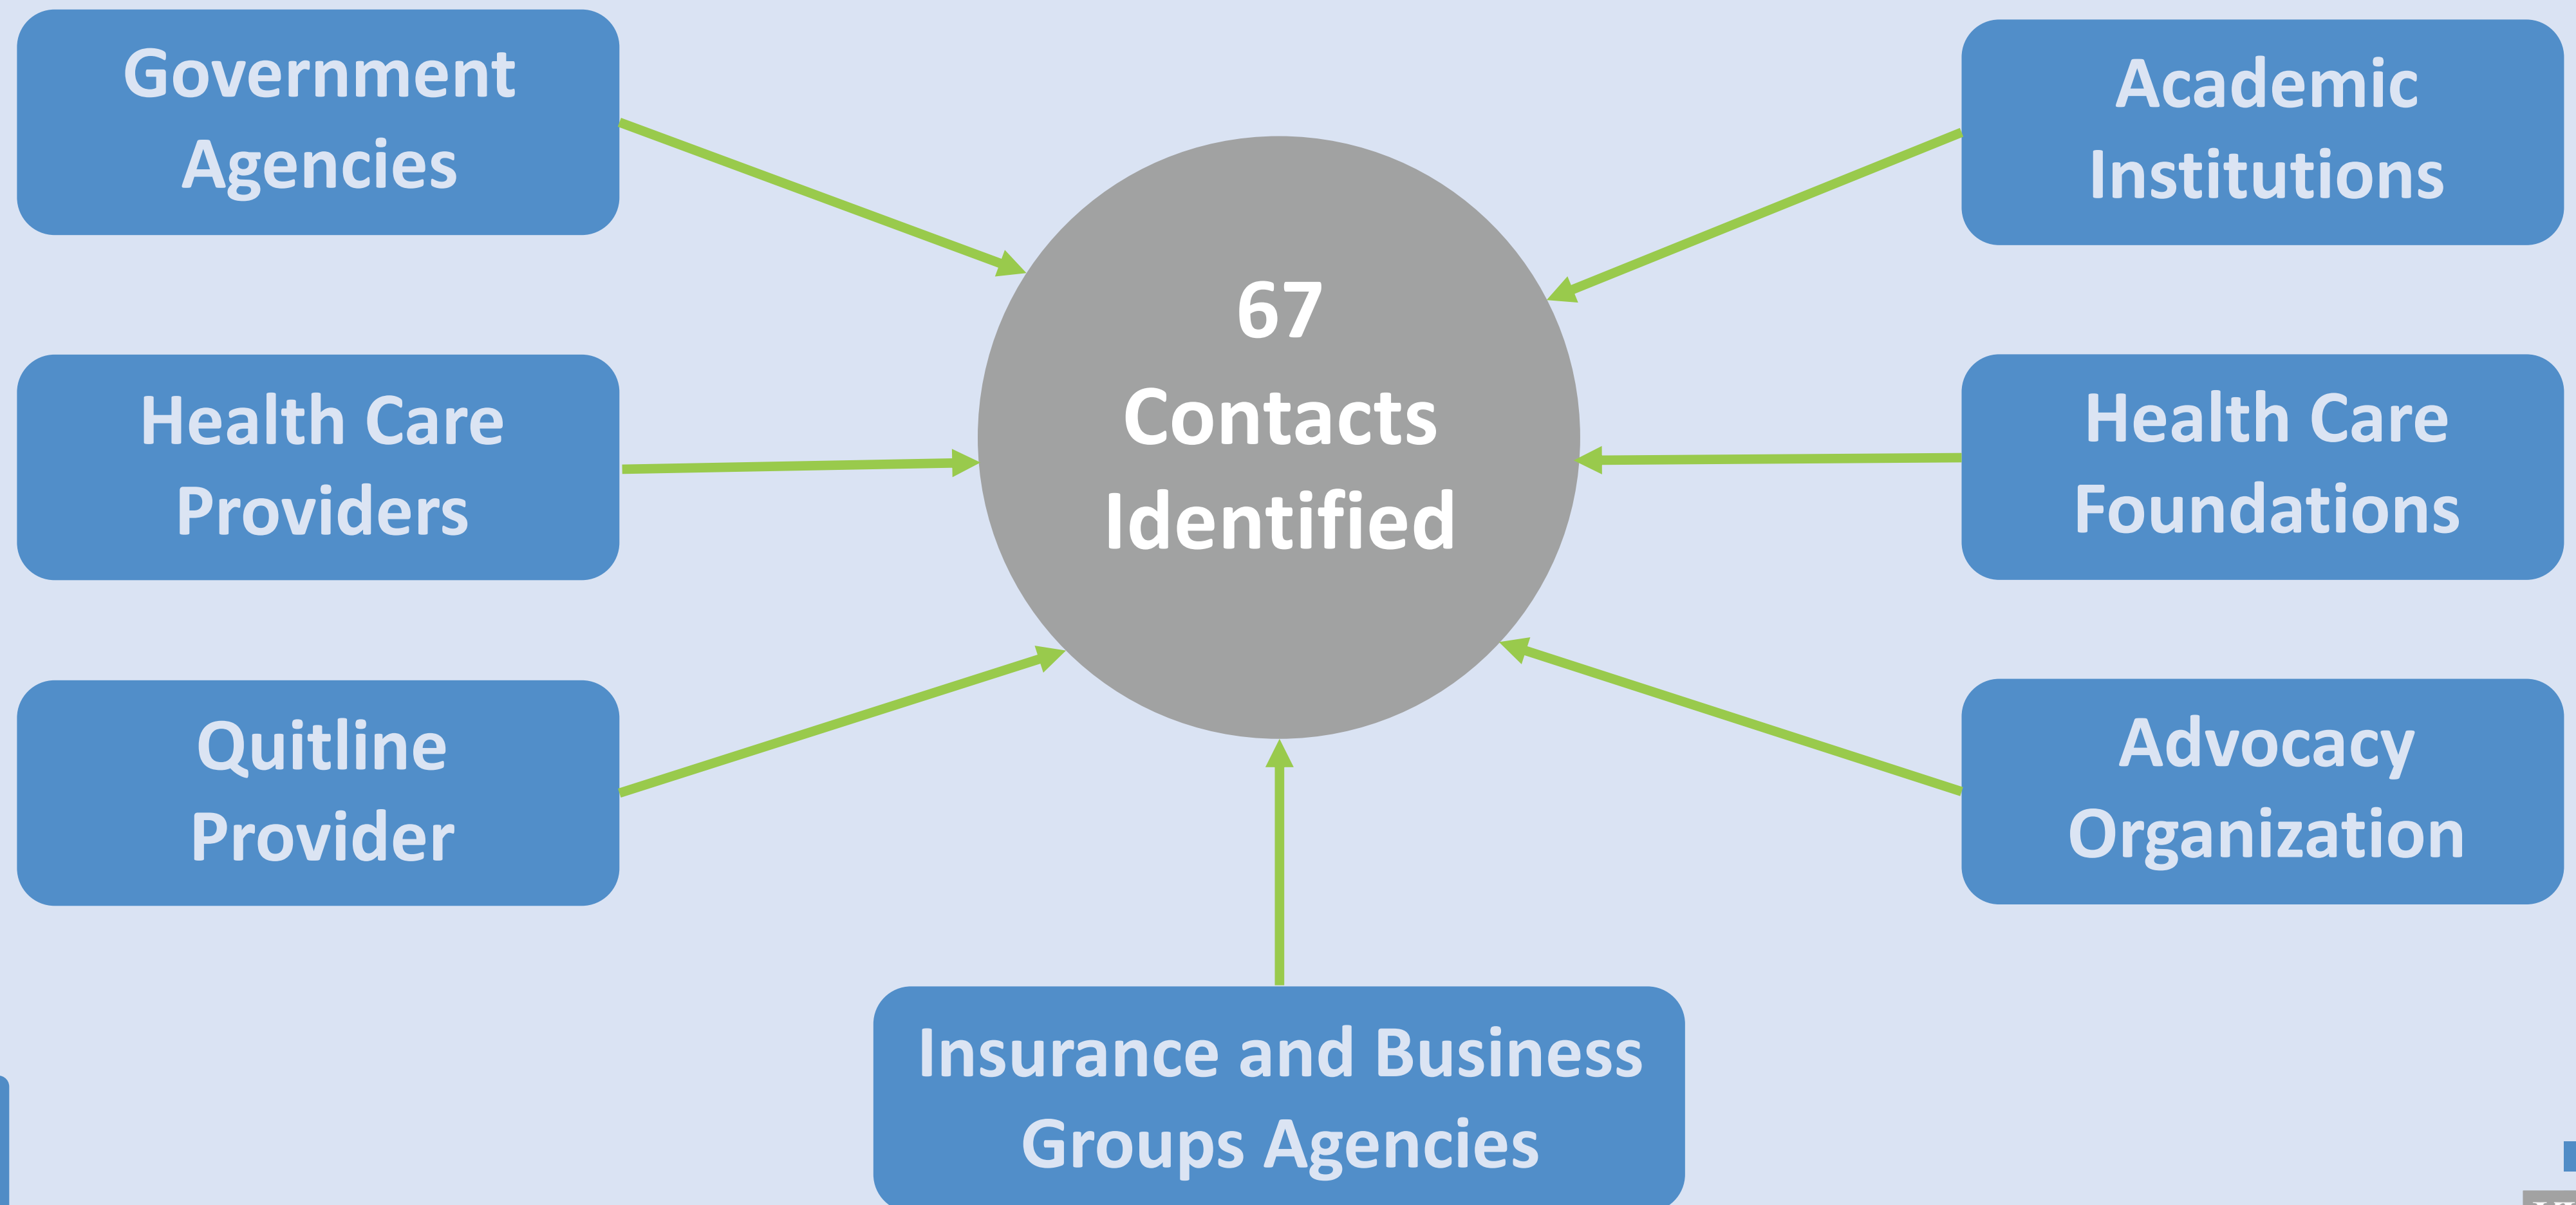 Government
Agencies
Health Care
Providers
Quitline
Provider
67
Contacts
Identified
Academic
Institutions
Health Care
Foundations
Advocacy
Organization
Insurance and Business
Groups Agencies